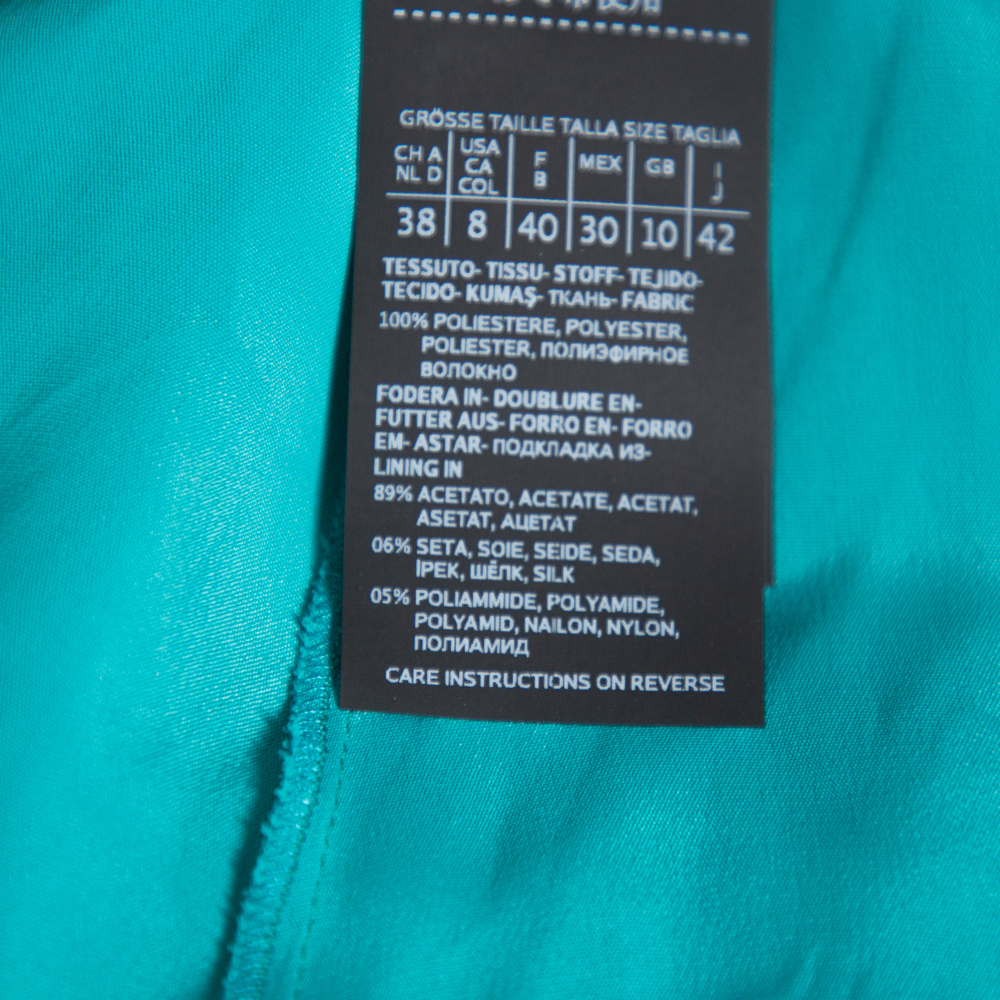 GRÖSSE TAILLE TALLA SIZE TAGLIA
CH A NL D | USA CA COL | F B | MEX | GB | I J
38 | 8 | 40 | 30 | 10 | 42
TESSUTO- TISSU- STOFF- TEJIDO-
TECIDO- KUMAŞ- ТКАНЬ- FABRIC
100% POLIESTERE, POLYESTER,
POLIESTER, ПОЛИЭФИРНОЕ
ВОЛОКНО
FODERA IN- DOUBLURE EN-
FUTTER AUS- FORRO EN- FORRO
EM- ASTAR- ПОДКЛАДКА ИЗ-
LINING IN
89% ACETATO, ACETATE, ACETAT,
ASETAT, АЦЕТАТ
06% SETA, SOIE, SEIDE, SEDA,
İPEK, ШЁЛК, SILK
05% POLIAMMIDE, POLYAMIDE,
POLYAMID, NAILON, NYLON,
ПОЛИАМИД
CARE INSTRUCTIONS ON REVERSE